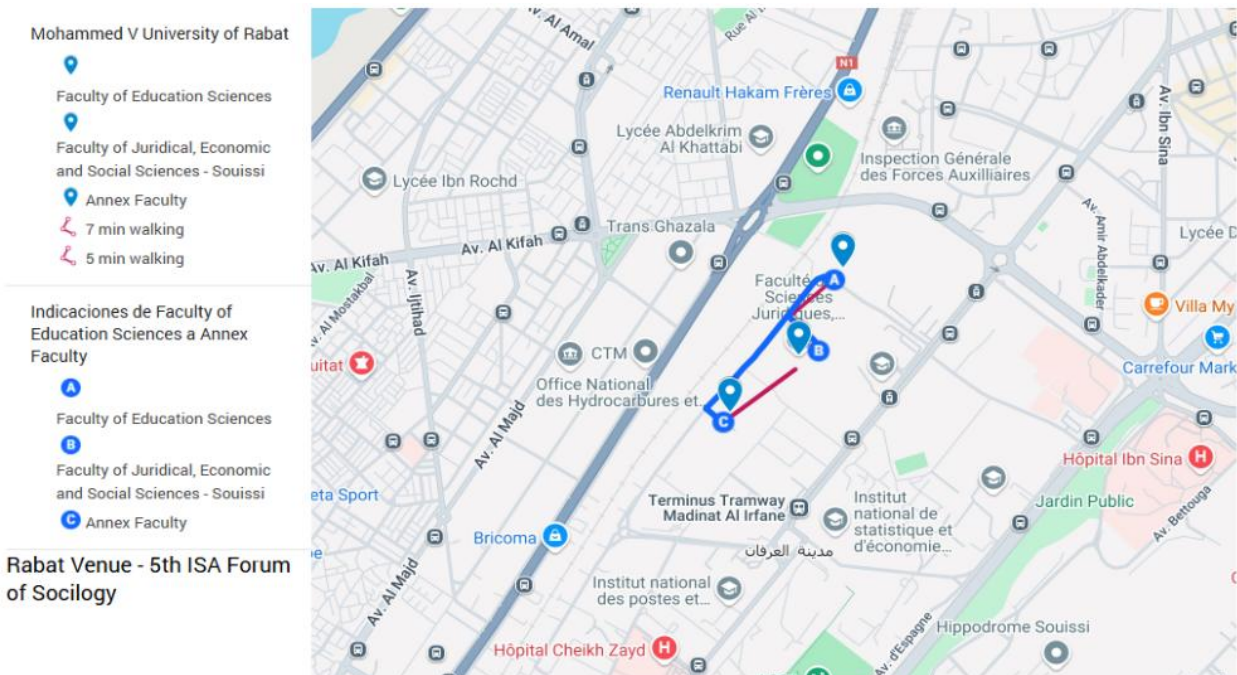 Mohammed V University of Rabat
Faculty of Education Sciences
Faculty of Juridical, Economic
and Social Sciences - Souissi
Annex Faculty
7 min walking
5 min walking
Indicaciones de Faculty of
Education Sciences a Annex
Faculty
A
Faculty of Education Sciences
B
Faculty of Juridical, Economic
and Social Sciences - Souissi
C Annex Faculty
Rabat Venue - 5th ISA Forum
of Socilogy
Av. Al Amal
Rue Al
N1
Renault Hakam Frères
Av. Ibn Sina
Lycée Abdelkrim
Al Khattabi
Inspection Générale
des Forces Auxilliaires
Lycée Ibn Rochd
Av. Amir Abdelkader
Trans Ghazala
Lycée D
Av. Al Kifah
Av. Al Kifah
Av. Al Mostakbal
Av. Ijtihad
A
Faculté
Sciences
Juridiques,...
Villa My
B
CTM
uitat
Carrefour Mark
Office National
des Hydrocarbures et...
C
Av. Al Majd
Hôpital Ibn Sina
H
eta Sport
Terminus Tramway
Madinat Al Irfane
Institut
national de
statistique et
d'économie...
Jardin Public
Av. Bettouga
Bricoma
مدينة العرفان
Av. Al Majd
Institut national
des postes et...
Hippodrome Souissi
Av. d'Espagne
Hôpital Cheikh Zayd
H